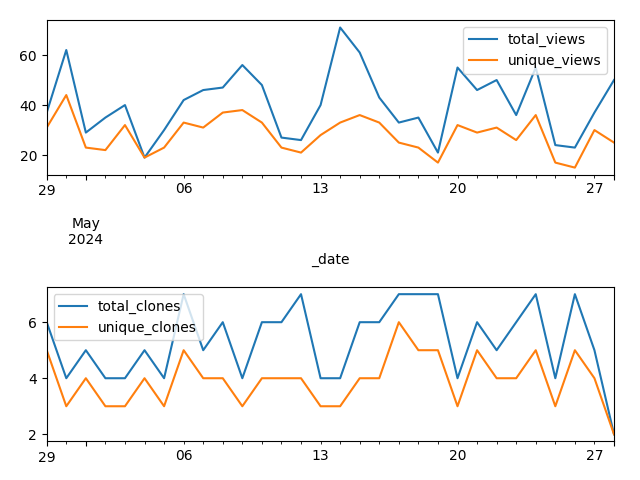 total_views
unique_views
60
40
20
29 06 13 20 27
May
2024
_date
total_clones
unique_clones
6
4
2
29 06 13 20 27